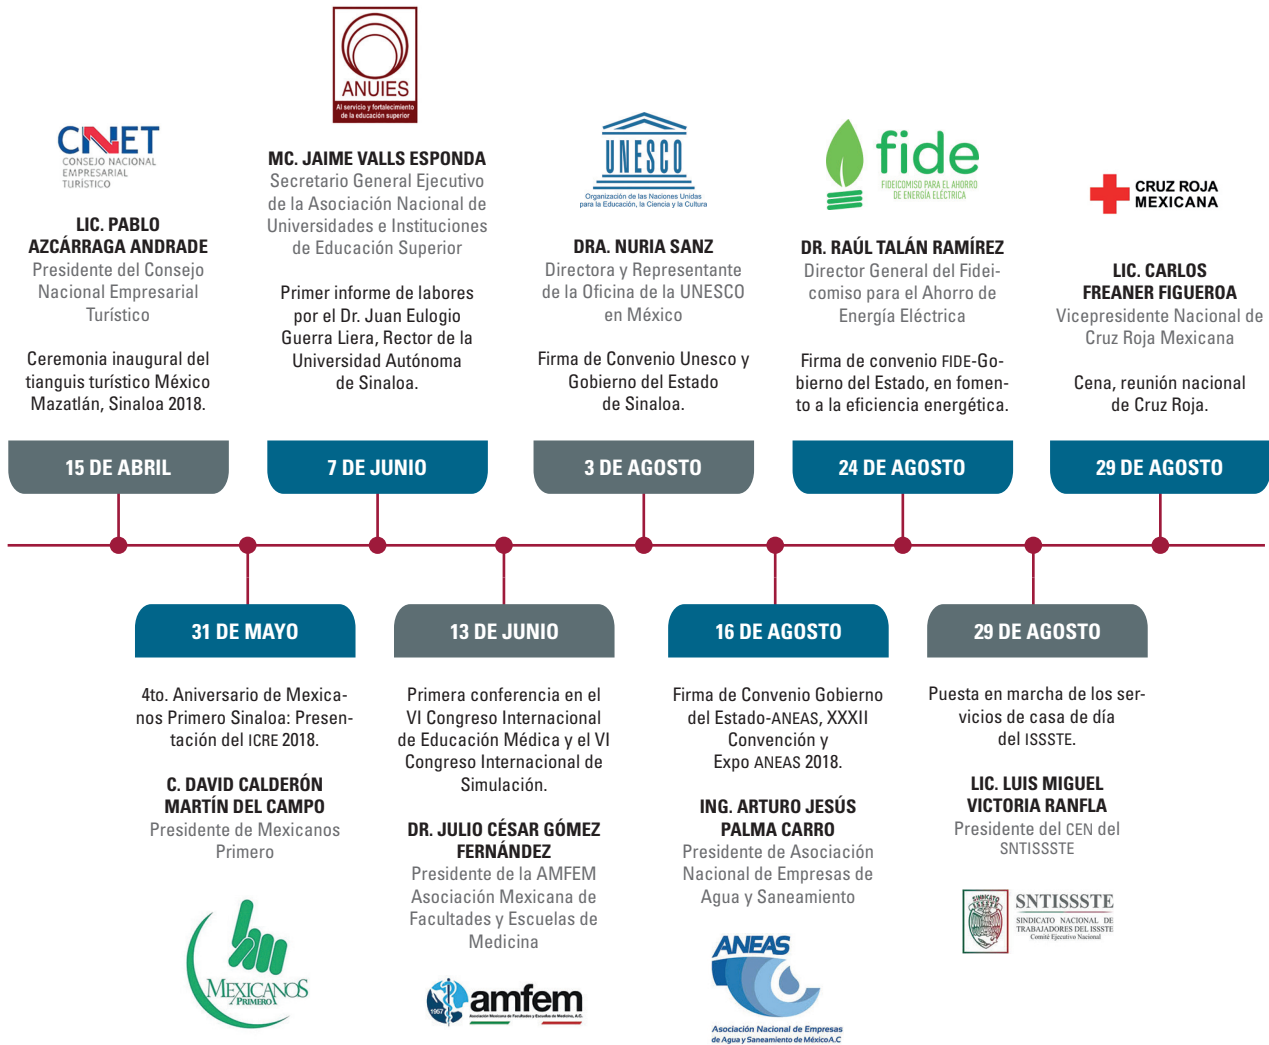 CNET
CONSEJO NACIONAL
EMPRESARIAL
TURÍSTICO
LIC. PABLO
AZCÁRRAGA ANDRADE
Presidente del Consejo
Nacional Empresarial
Turístico
Ceremonia inaugural del
tianguis turístico México
Mazatlán, Sinaloa 2018.
15 DE ABRIL
ANUIES
Al servicio y fortalecimiento
de la educación superior
MC. JAIME VALLS ESPONDA
Secretario General Ejecutivo
de la Asociación Nacional de
Universidades e Instituciones
de Educación Superior
Primer informe de labores
por el Dr. Juan Eulogio
Guerra Liera, Rector de la
Universidad Autónoma
de Sinaloa.
7 DE JUNIO
UNESCO
Organización de las Naciones Unidas
para la Educación, la Ciencia y la Cultura
DRA. NURIA SANZ
Directora y Representante
de la Oficina de la UNESCO
en México
Firma de Convenio Unesco y
Gobierno del Estado
de Sinaloa.
3 DE AGOSTO
fide
FIDEICOMISO PARA EL AHORRO
DE ENERGÍA ELÉCTRICA
DR. RAÚL TALÁN RAMÍREZ
Director General del Fidei-
comiso para el Ahorro de
Energía Eléctrica
Firma de convenio FIDE-Go-
bierno del Estado, en fomen-
to a la eficiencia energética.
24 DE AGOSTO
CRUZ ROJA
MEXICANA
LIC. CARLOS
FREANER FIGUEROA
Vicepresidente Nacional de
Cruz Roja Mexicana
Cena, reunión nacional
de Cruz Roja.
29 DE AGOSTO
31 DE MAYO
4to. Aniversario de Mexica-
nos Primero Sinaloa: Presen-
tación del ICRE 2018.
C. DAVID CALDERÓN
MARTÍN DEL CAMPO
Presidente de Mexicanos
Primero
MEXICANOS
PRIMERO
13 DE JUNIO
Primera conferencia en el
VI Congreso Internacional
de Educación Médica y el VI
Congreso Internacional de
Simulación.
DR. JULIO CÉSAR GÓMEZ
FERNÁNDEZ
Presidente de la AMFEM
Asociación Mexicana de
Facultades y Escuelas de
Medicina
1957
amfem
Asociación Mexicana de Facultades y Escuelas de Medicina, A.C.
16 DE AGOSTO
Firma de Convenio Gobierno
del Estado-ANEAS, XXXII
Convención y
Expo ANEAS 2018.
ING. ARTURO JESÚS
PALMA CARRO
Presidente de Asociación
Nacional de Empresas de
Agua y Saneamiento
ANEAS
Asociación Nacional de Empresas
de Agua y Saneamiento de México A.C
29 DE AGOSTO
Puesta en marcha de los ser-
vicios de casa de día
del ISSSTE.
LIC. LUIS MIGUEL
VICTORIA RANFLA
Presidente del CEN del
SNTISSSTE
SINDICATO
ISSSTE
SNTISSSTE
SINDICATO NACIONAL DE
TRABAJADORES DEL ISSSTE
Comité Ejecutivo Nacional